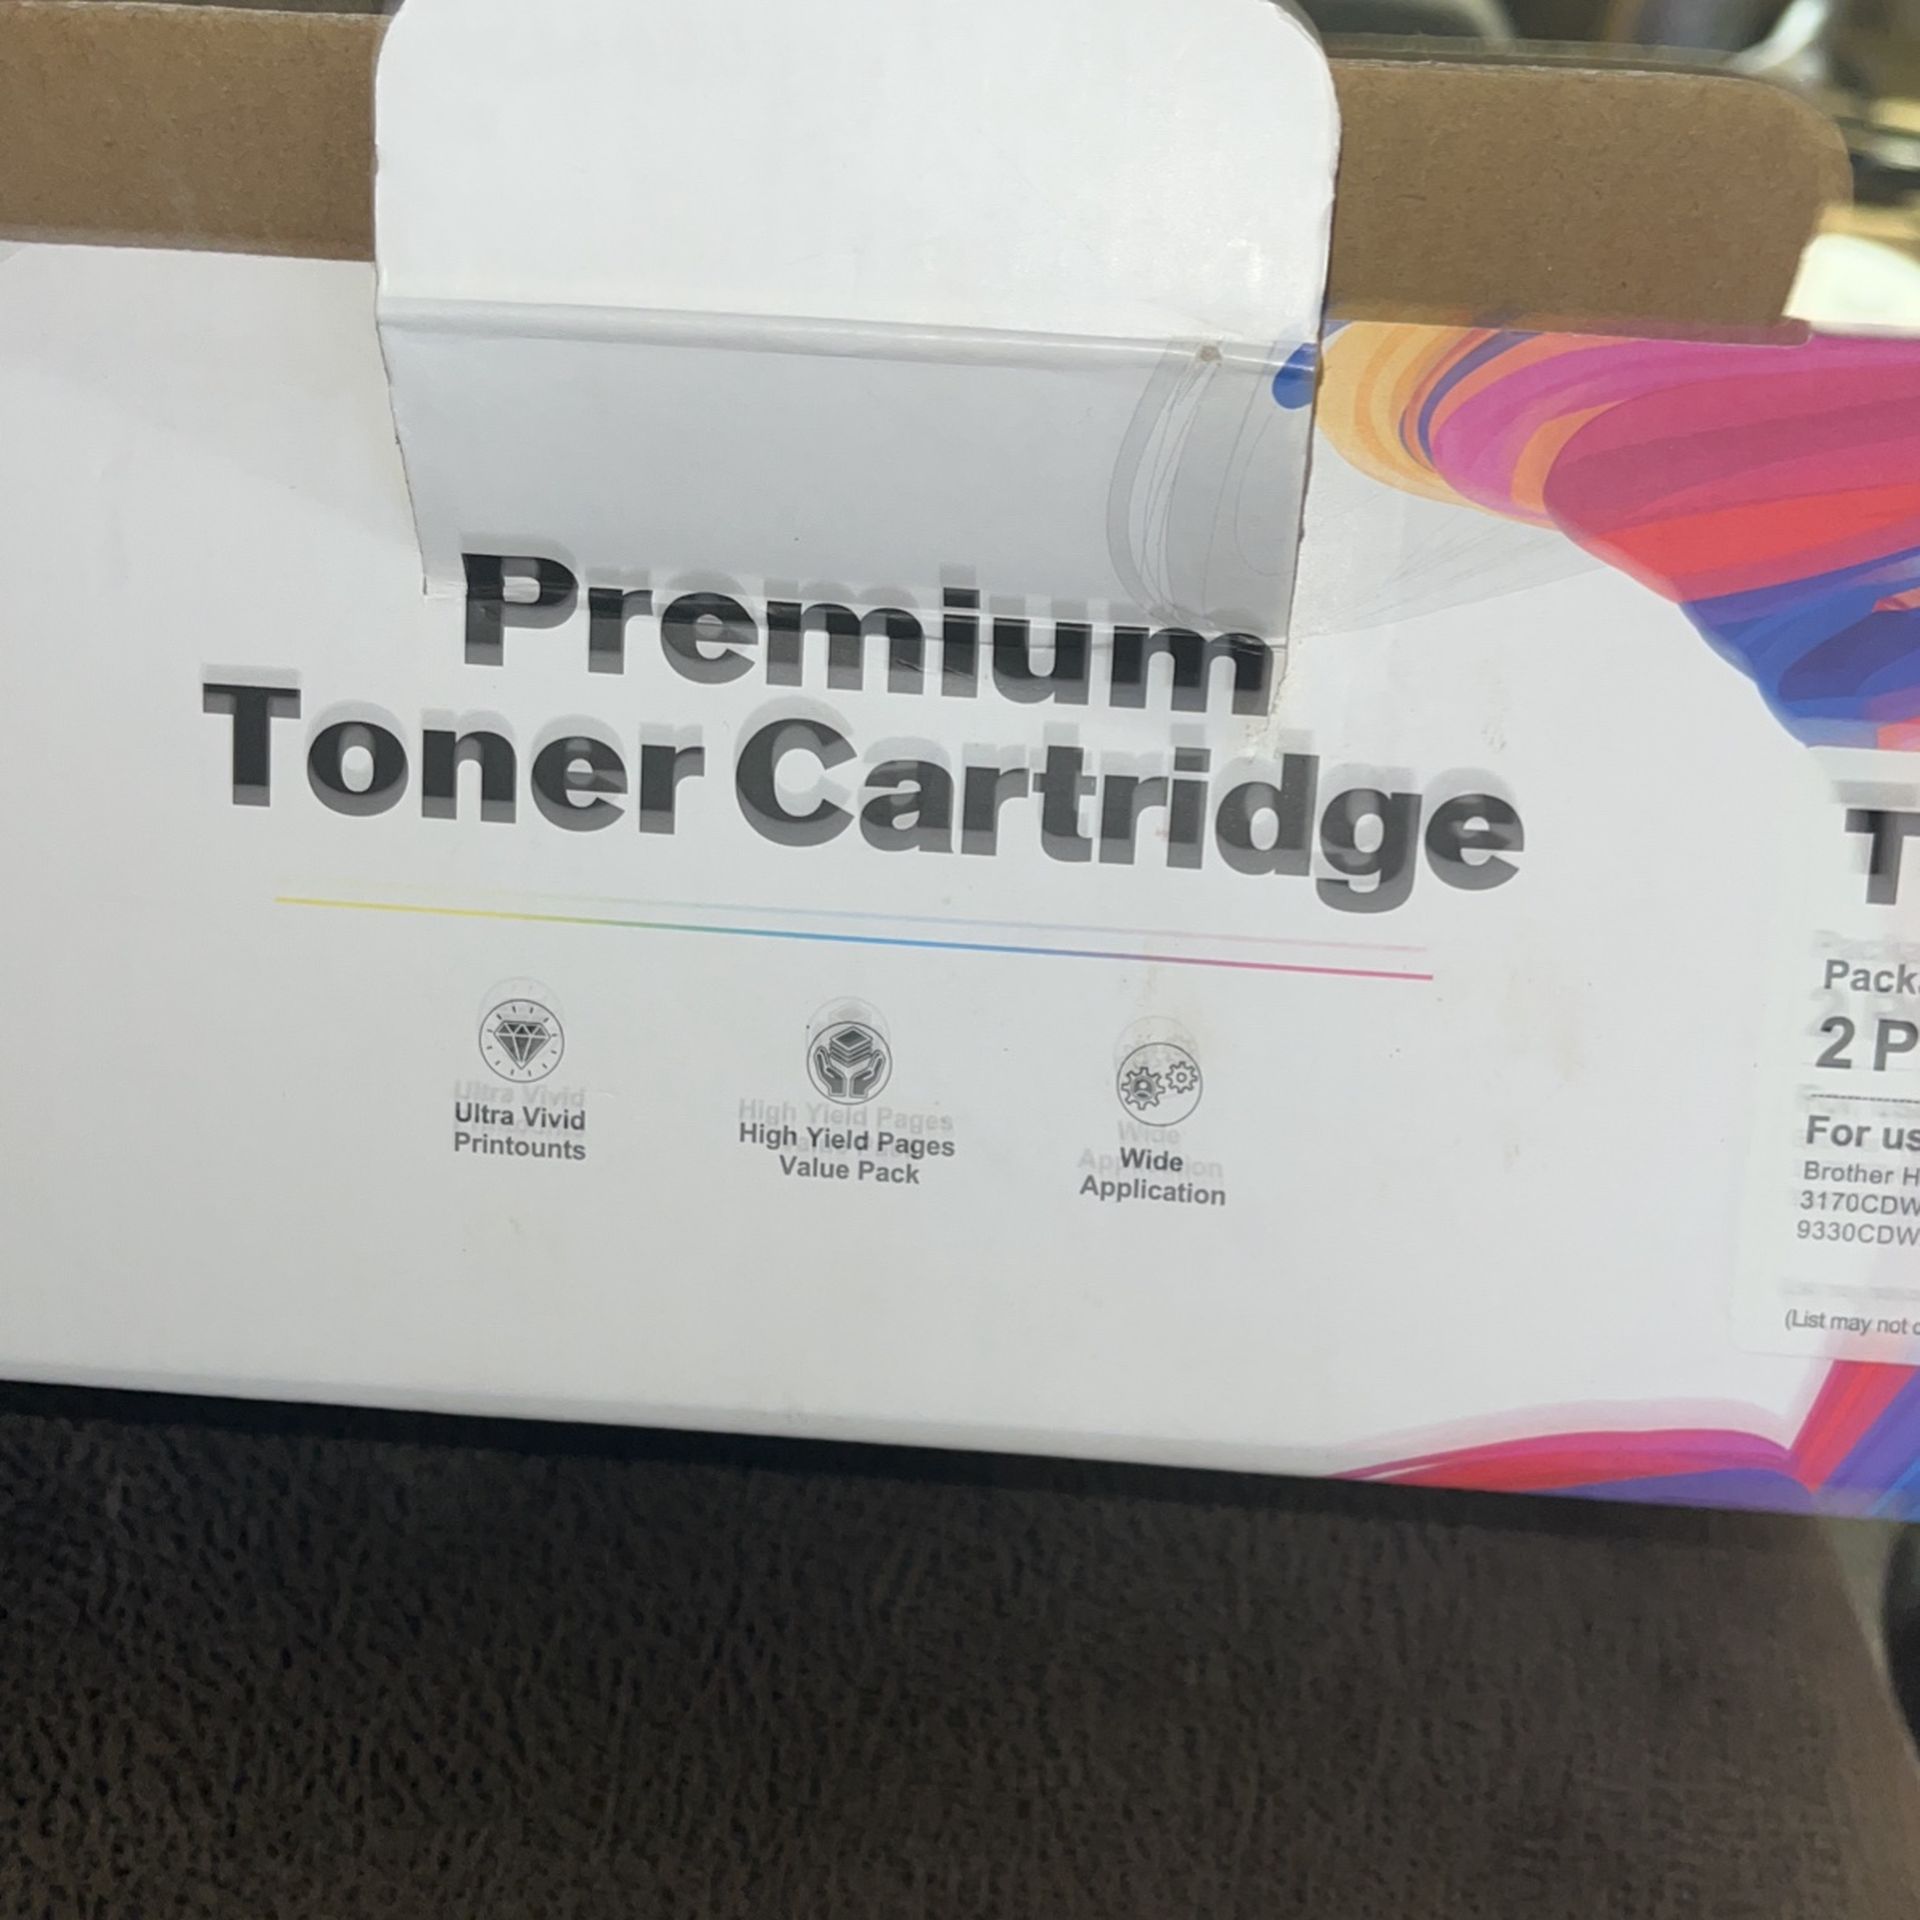 Premium
Toner Cartridge
Ultra Vivid
Printounts
High Yield Pages
Value Pack
Wide
Application
2 P
For us
Brother H
3170CDW
9330CDW
(List may not